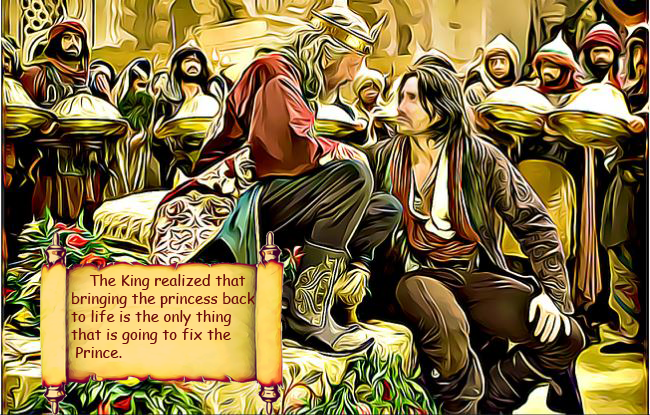 The King realized that
bringing the princess back
to life is the only thing
that is going to fix the
Prince.